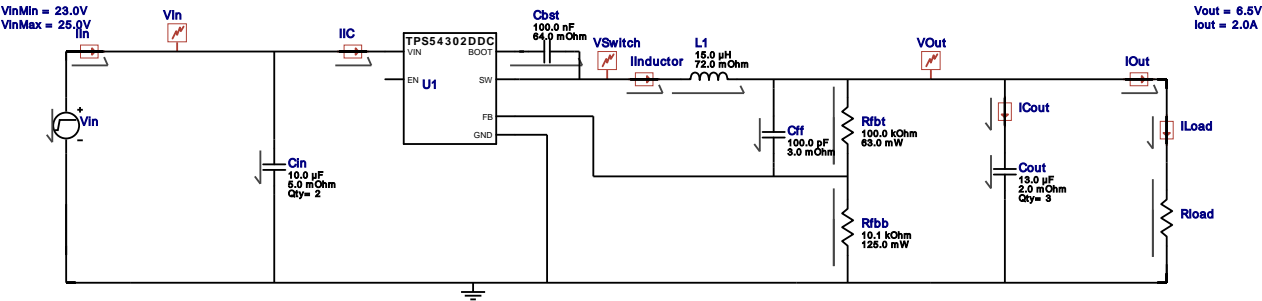 VinMin = 23.0V
VinMax = 25.0V
Vout = 6.5V
Iout = 2.0A
Iin
Vin
IIC
TPS54302DDC
VIN
BOOT
EN
U1
SW
FB
GND
Cbst
100.0 nF
64.0 mOhm
VSwitch
IInductor
L1
15.0 µH
72.0 mOhm
VOut
IOut
ICout
ILoad
+
Vin
-
Cin
10.0 µF
5.0 mOhm
Qty= 2
Cff
100.0 pF
3.0 mOhm
Rfbt
100.0 kOhm
63.0 mW
Rfbb
10.1 kOhm
125.0 mW
Cout
13.0 µF
2.0 mOhm
Qty= 3
Rload